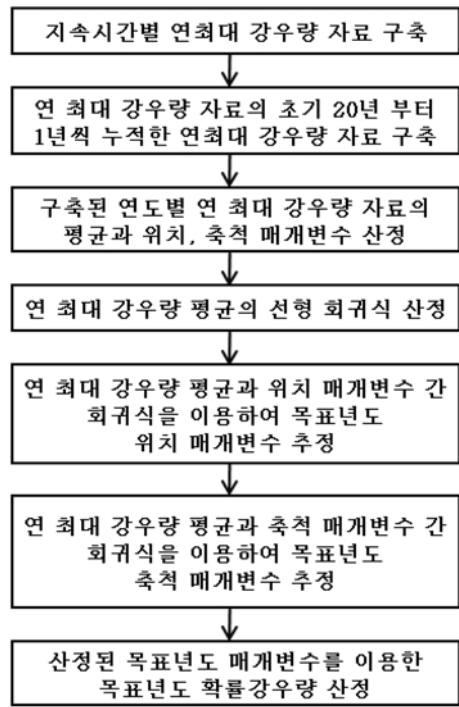 지속시간별 연최대 강우량 자료 구축
연 최대 강우량 자료의 초기 20년 부터
1년씩 누적한 연최대 강우량 자료 구축
구축된 연도별 연 최대 강우량 자료의
평균과 위치, 축척 매개변수 산정
연 최대 강우량 평균의 선형 회귀식 산정
연 최대 강우량 평균과 위치 매개변수 간
회귀식을 이용하여 목표년도
위치 매개변수 추정
연 최대 강우량 평균과 축척 매개변수 간
회귀식을 이용하여 목표년도
축척 매개변수 추정
산정된 목표년도 매개변수를 이용한
목표년도 확률강우량 산정